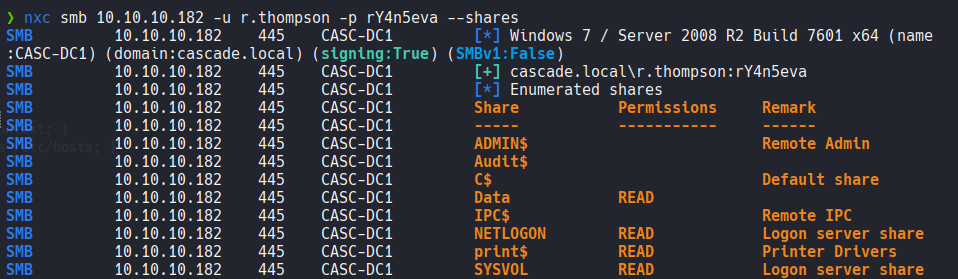 ❯ nxc smb 10.10.10.182 -u r.thompson -p rY4n5eva --shares
SMB 10.10.10.182 445 CASC-DC1 [*] Windows 7 / Server 2008 R2 Build 7601 x64 (name
:CASC-DC1) (domain:cascade.local) (signing:True) (SMBv1:False)
SMB 10.10.10.182 445 CASC-DC1 [+] cascade.local\r.thompson:rY4n5eva
SMB 10.10.10.182 445 CASC-DC1 [*] Enumerated shares
SMB 10.10.10.182 445 CASC-DC1 Share Permissions Remark
SMB 10.10.10.182 445 CASC-DC1 ----- ----------- ------
SMB 10.10.10.182 445 CASC-DC1 ADMIN$ Remote Admin
SMB 10.10.10.182 445 CASC-DC1 Audit$
SMB 10.10.10.182 445 CASC-DC1 C$ Default share
SMB 10.10.10.182 445 CASC-DC1 Data READ
SMB 10.10.10.182 445 CASC-DC1 IPC$ Remote IPC
SMB 10.10.10.182 445 CASC-DC1 NETLOGON READ Logon server share
SMB 10.10.10.182 445 CASC-DC1 print$ READ Printer Drivers
SMB 10.10.10.182 445 CASC-DC1 SYSVOL READ Logon server share